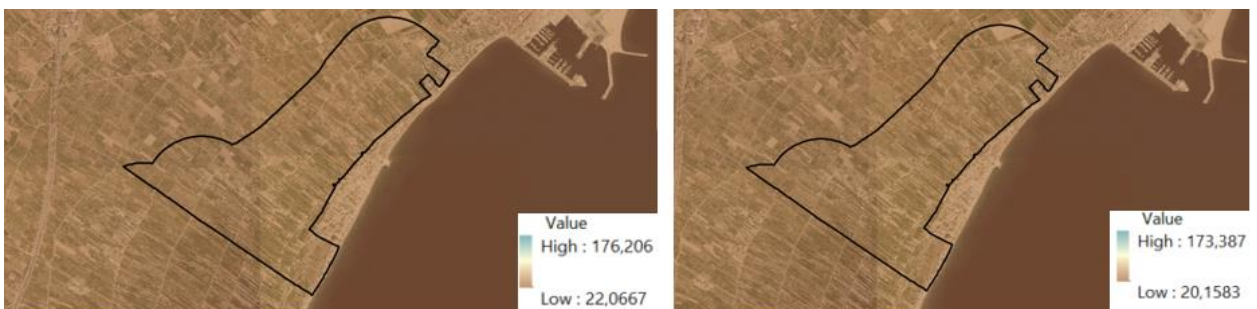 Value
High : 176,206
Low : 22,0667
Value
High : 173,387
Low : 20,1583